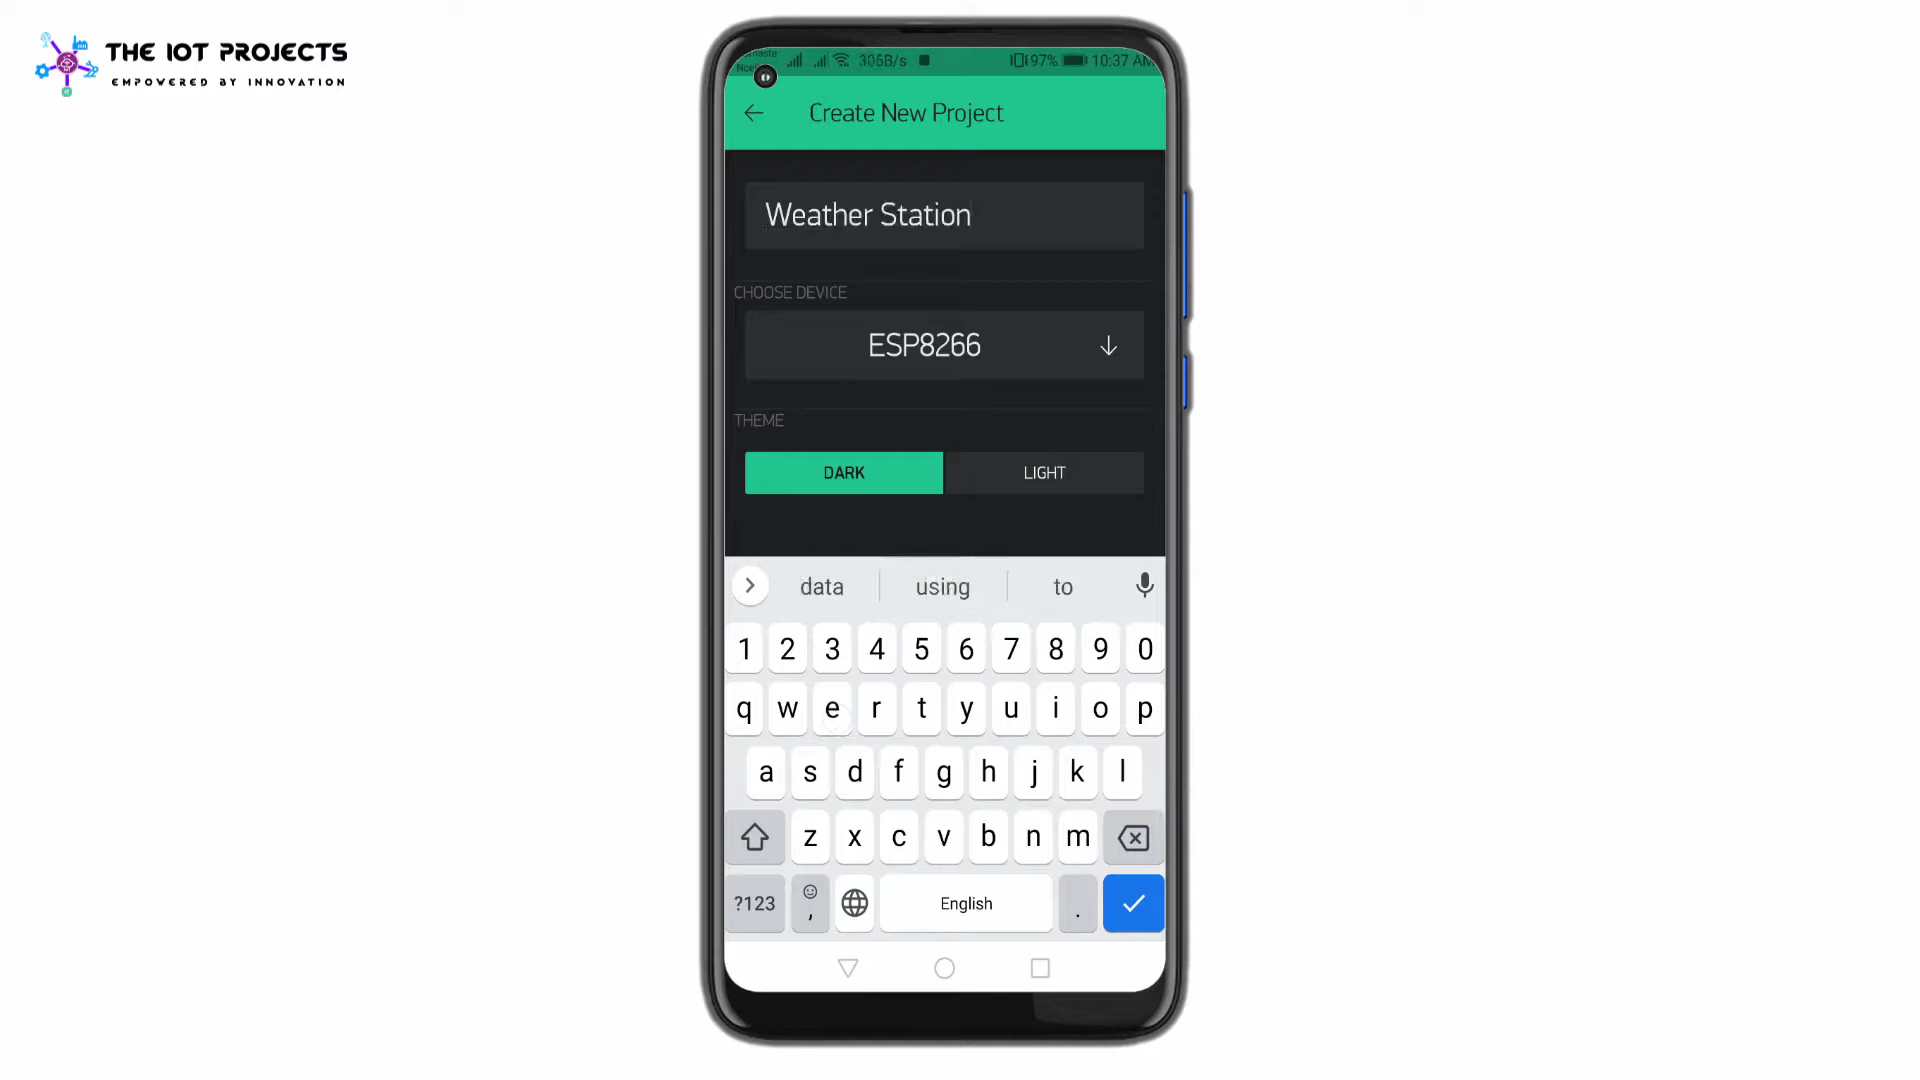 THE IOT PROJECTS
EMPOWERED BY INNOVATION
306B/s 97% 10:37 AM
Create New Project
Weather Station
CHOOSE DEVICE
ESP8266
THEME
DARK LIGHT
data using to
1 2 3 4 5 6 7 8 9 0
q w e r t y u i o p
a s d f g h j k l
z x c v b n m
?123 , English .